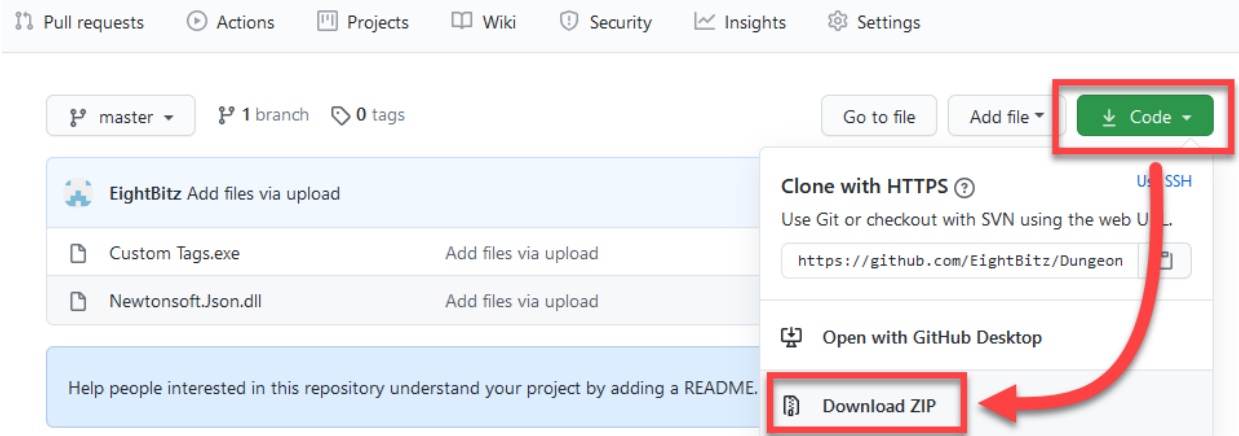 Pull requests Actions Projects Wiki Security Insights Settings
master 1 branch 0 tags Go to file Add file Code
EightBitz Add files via upload
Custom Tags.exe Add files via upload
Newtonsoft.Json.dll Add files via upload
Help people interested in this repository understand your project by adding a README.
Clone with HTTPS ? SSH
Use Git or checkout with SVN using the web
https://github.com/EightBitz/Dungeon
Open with GitHub Desktop
Download ZIP